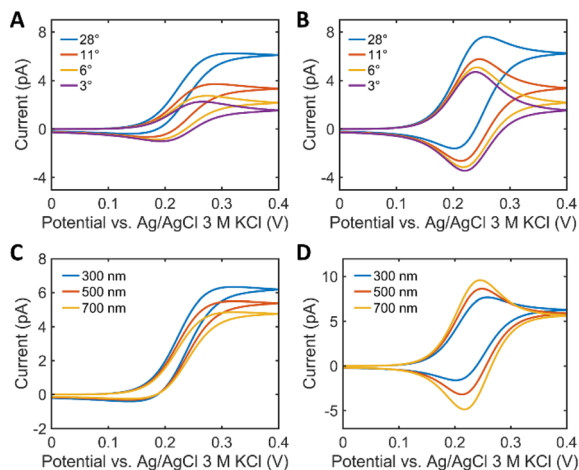 A
8
4
0
-4
Current (pA)
28°
11°
6°
3°
0
0.1
0.2
0.3
0.4
Potential vs. Ag/AgCl 3 M KCl (V)
B
8
4
0
-4
Current (pA)
28°
11°
6°
3°
0
0.1
0.2
0.3
0.4
Potential vs. Ag/AgCl 3 M KCl (V)
C
8
6
4
2
0
-2
Current (pA)
300 nm
500 nm
700 nm
0
0.1
0.2
0.3
0.4
Potential vs. Ag/AgCl 3 M KCl (V)
D
10
5
0
-5
Current (pA)
300 nm
500 nm
700 nm
0
0.1
0.2
0.3
0.4
Potential vs. Ag/AgCl 3 M KCl (V)